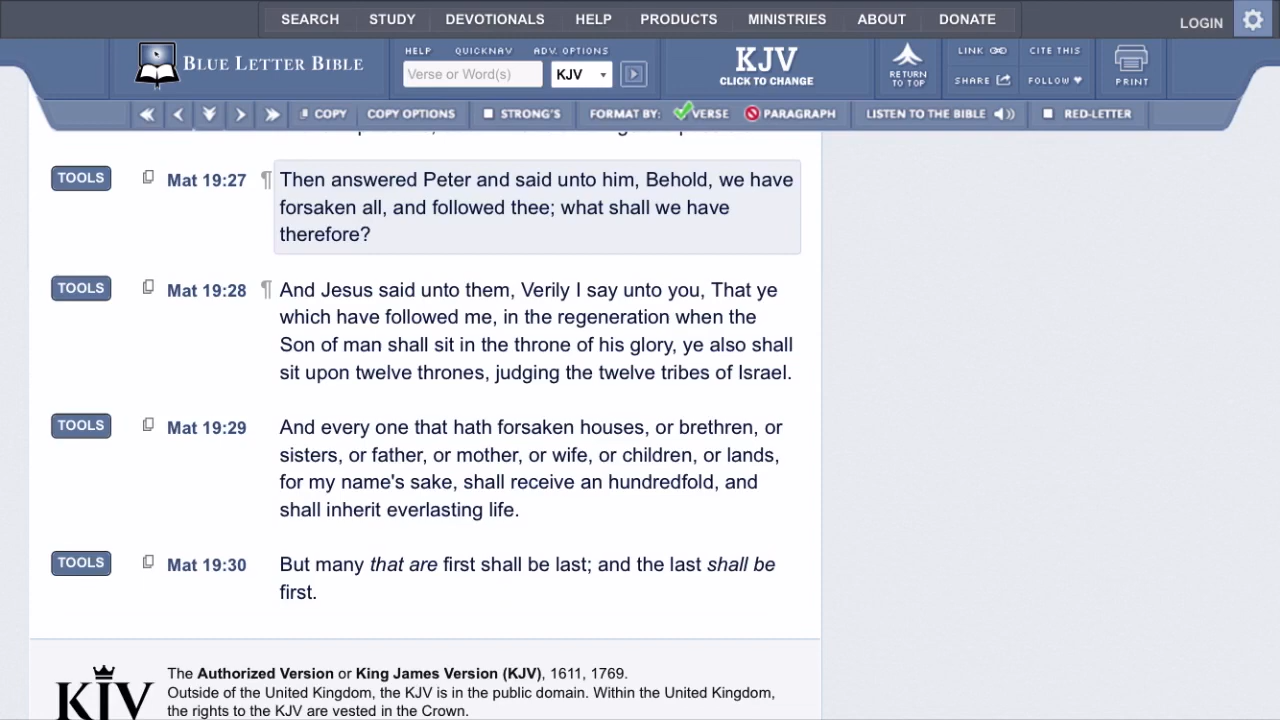 SEARCH STUDY DEVOTIONALS HELP PRODUCTS MINISTRIES ABOUT DONATE LOGIN
BLUE LETTER BIBLE
HELP QUICKNAV ADV. OPTIONS
Verse or Word(s) KJV
KJV
CLICK TO CHANGE
RETURN
TO TOP
LINK CITE THIS
SHARE FOLLOW
PRINT
COPY COPY OPTIONS STRONG'S FORMAT BY: VERSE PARAGRAPH LISTEN TO THE BIBLE RED-LETTER
TOOLS Mat 19:27 ¶ Then answered Peter and said unto him, Behold, we have
forsaken all, and followed thee; what shall we have
therefore?
TOOLS Mat 19:28 ¶ And Jesus said unto them, Verily I say unto you, That ye
which have followed me, in the regeneration when the
Son of man shall sit in the throne of his glory, ye also shall
sit upon twelve thrones, judging the twelve tribes of Israel.
TOOLS Mat 19:29 And every one that hath forsaken houses, or brethren, or
sisters, or father, or mother, or wife, or children, or lands,
for my name's sake, shall receive an hundredfold, and
shall inherit everlasting life.
TOOLS Mat 19:30 But many that are first shall be last; and the last shall be
first.
KJV
The Authorized Version or King James Version (KJV), 1611, 1769.
Outside of the United Kingdom, the KJV is in the public domain. Within the United Kingdom,
the rights to the KJV are vested in the Crown.